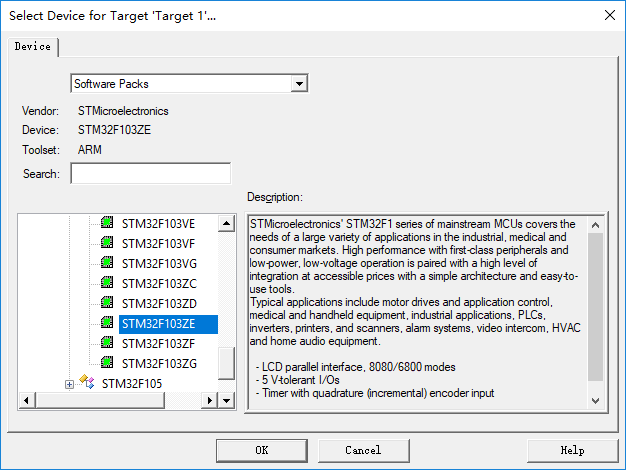 Select Device for Target 'Target 1'...
Device
Software Packs
Vendor: STMicroelectronics
Device: STM32F103ZE
Toolset: ARM
Search:
Description:
STM32F103VE
STM32F103VF
STM32F103VG
STM32F103ZC
STM32F103ZD
STM32F103ZE
STM32F103ZF
STM32F103ZG
STM32F105
STMicroelectronics' STM32F1 series of mainstream MCUs covers the
needs of a large variety of applications in the industrial, medical and
consumer markets. High performance with first-class peripherals and
low-power, low-voltage operation is paired with a high level of
integration at accessible prices with a simple architecture and easy-to-
use tools.
Typical applications include motor drives and application control,
medical and handheld equipment, industrial applications, PLCs,
inverters, printers, and scanners, alarm systems, video intercom, HVAC
and home audio equipment.
- LCD parallel interface, 8080/6800 modes
- 5 V-tolerant I/Os
- Timer with quadrature (incremental) encoder input
OK
Cancel
Help